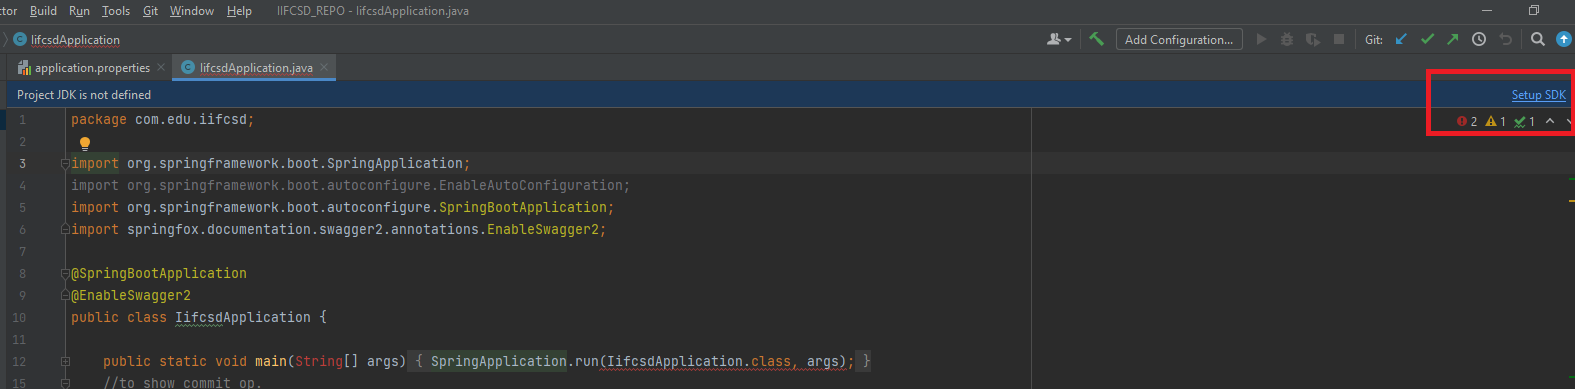 ctor Build Run Tools Git Window Help IIFCSD_REPO - IifcsdApplication.java
IifcsdApplication Add Configuration... Git:
application.properties IifcsdApplication.java
Project JDK is not defined Setup SDK
1 package com.edu.iifcsd; 2 1 1
2
3 import org.springframework.boot.SpringApplication;
4 import org.springframework.boot.autoconfigure.EnableAutoConfiguration;
5 import org.springframework.boot.autoconfigure.SpringBootApplication;
6 import springfox.documentation.swagger2.annotations.EnableSwagger2;
7
8 @SpringBootApplication
9 @EnableSwagger2
10 public class IifcsdApplication {
11
12 public static void main(String[] args) { SpringApplication.run(IifcsdApplication.class, args); }
15 //to show commit op.